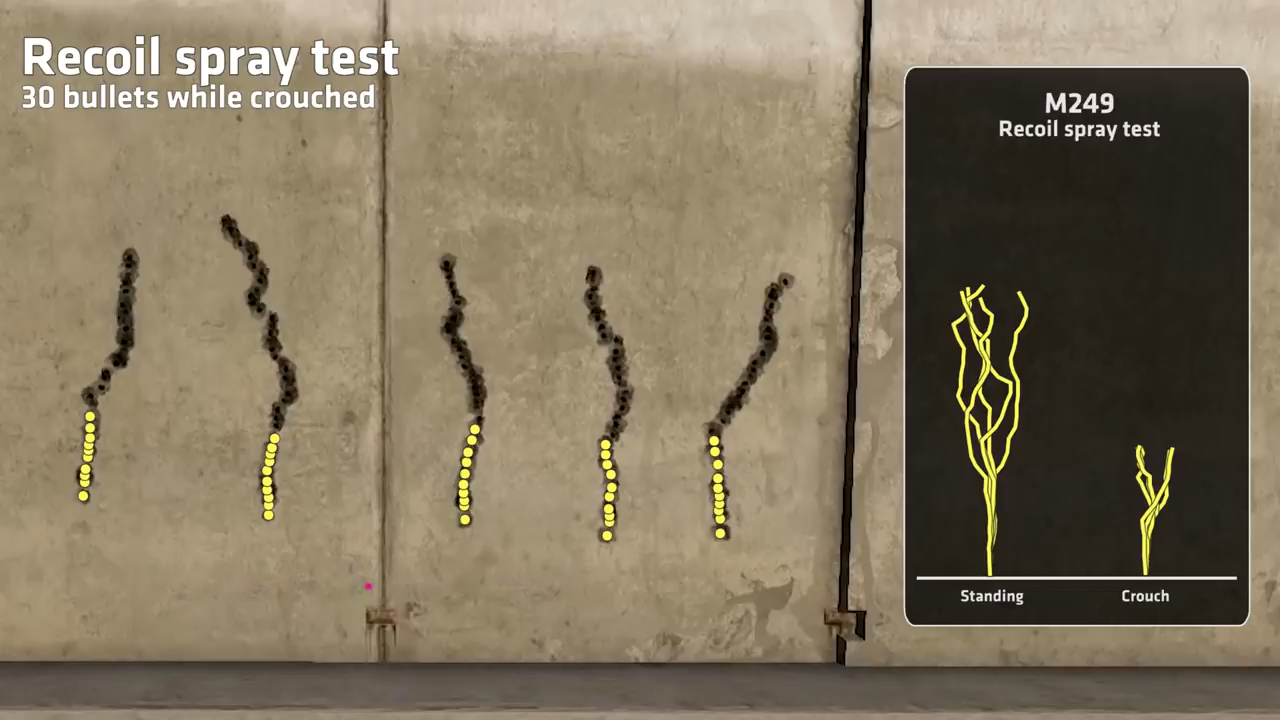 Recoil spray test
30 bullets while crouched
M249
Recoil spray test
Standing
Crouch